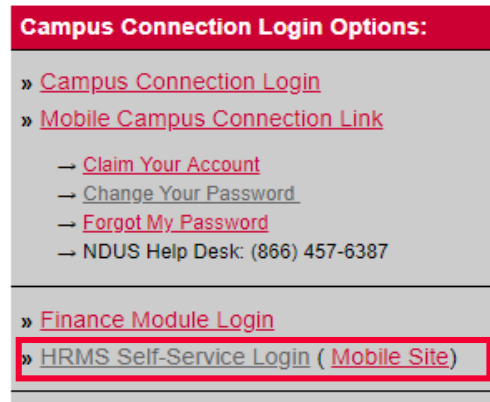 Campus Connection Login Options:
» Campus Connection Login
» Mobile Campus Connection Link
→ Claim Your Account
→ Change Your Password
→ Forgot My Password
→ NDUS Help Desk: (866) 457-6387
» Finance Module Login
» HRMS Self-Service Login ( Mobile Site)